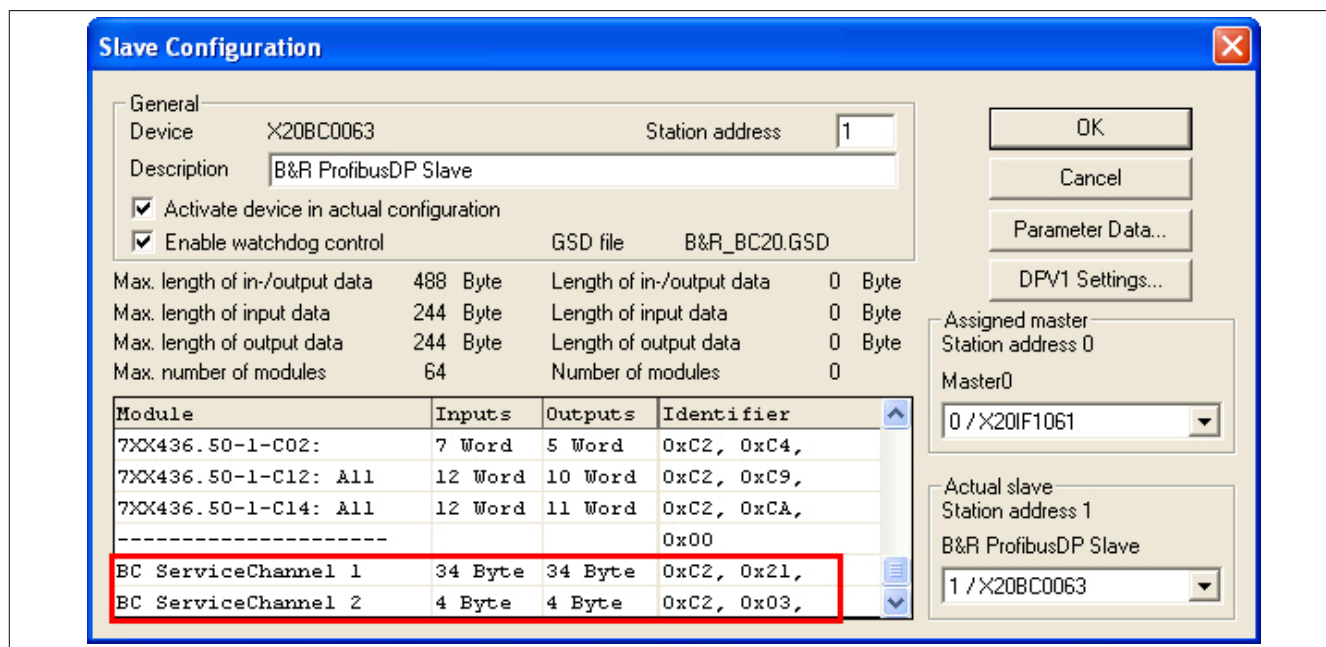 Slave Configuration
General
Device X20BC0063 Station address 1
Description B&R ProfibusDP Slave
Activate device in actual configuration
Enable watchdog control GSD file B&R_BC20.GSD
Max. length of in-/output data 488 Byte Length of in-/output data 0 Byte
Max. length of input data 244 Byte Length of input data 0 Byte
Max. length of output data 244 Byte Length of output data 0 Byte
Max. number of modules 64 Number of modules 0
Module Inputs Outputs Identifier
7XX436.50-1-C02: 7 Word 5 Word 0xC2, 0xC4,
7XX436.50-1-C12: All 12 Word 10 Word 0xC2, 0xC9,
7XX436.50-1-C14: All 12 Word 11 Word 0xC2, 0xCA,
--------------------- 0x00
BC ServiceChannel 1 34 Byte 34 Byte 0xC2, 0x21,
BC ServiceChannel 2 4 Byte 4 Byte 0xC2, 0x03,
OK
Cancel
Parameter Data...
DPV1 Settings...
Assigned master
Station address 0
Master0
0 / X20IF1061
Actual slave
Station address 1
B&R ProfibusDP Slave
1 / X20BC0063